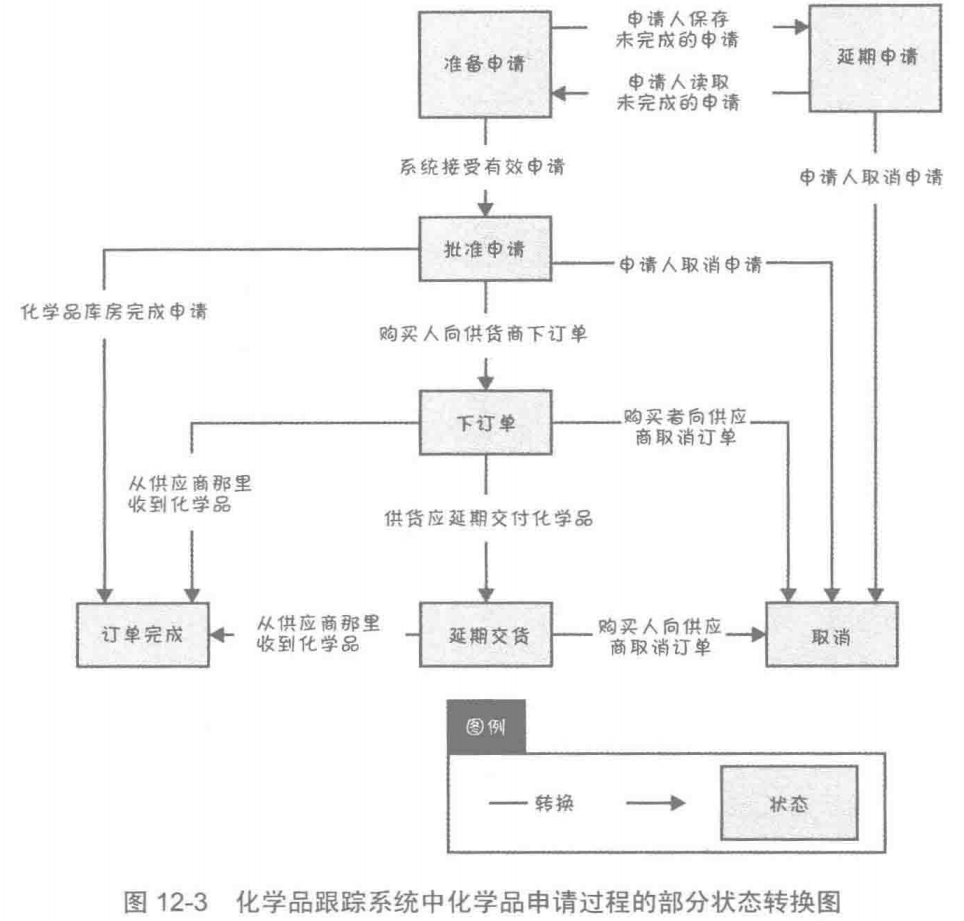 申请人保存
未完成的申请
准备申请
延期申请
申请人读取
未完成的申请
系统接受有效申请
申请人取消申请
批准申请
申请人取消申请
化学品库房完成申请
购买人向供货商下订单
下订单
购买者向供应
商取消订单
从供应商那里
收到化学品
供货应延期交付化学品
订单完成
从供应商那里
收到化学品
延期交货
购买人向供应
商取消订单
取消
图例
转换
状态
图 12-3 化学品跟踪系统中化学品申请过程的部分状态转换图